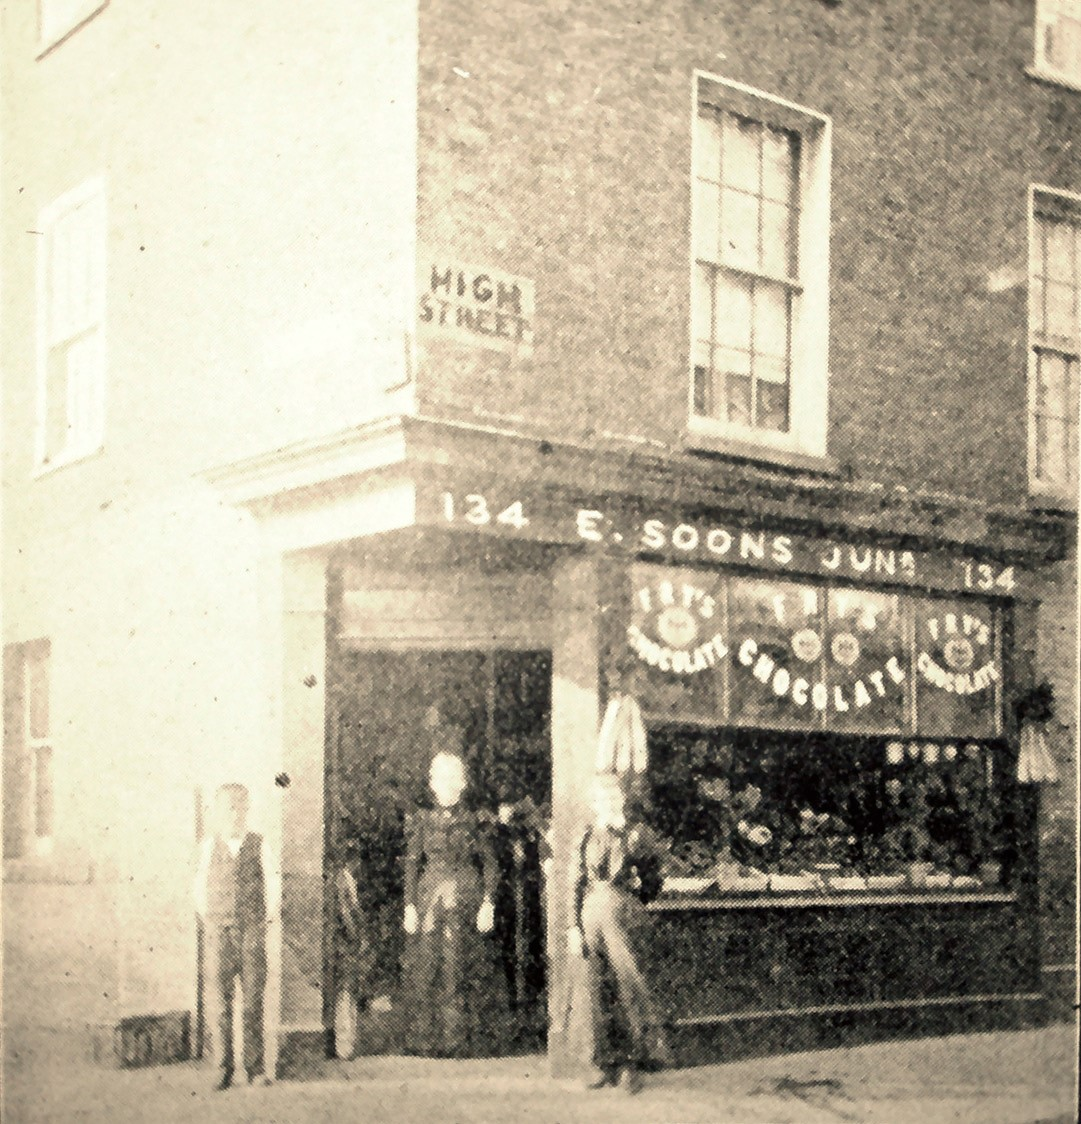 HIGH
STREET
134 E. SOONS JUNR 134
FRY'S
CHOCOLATE
FRY'S
CHOCOLATE
FRY'S
CHOCOLATE